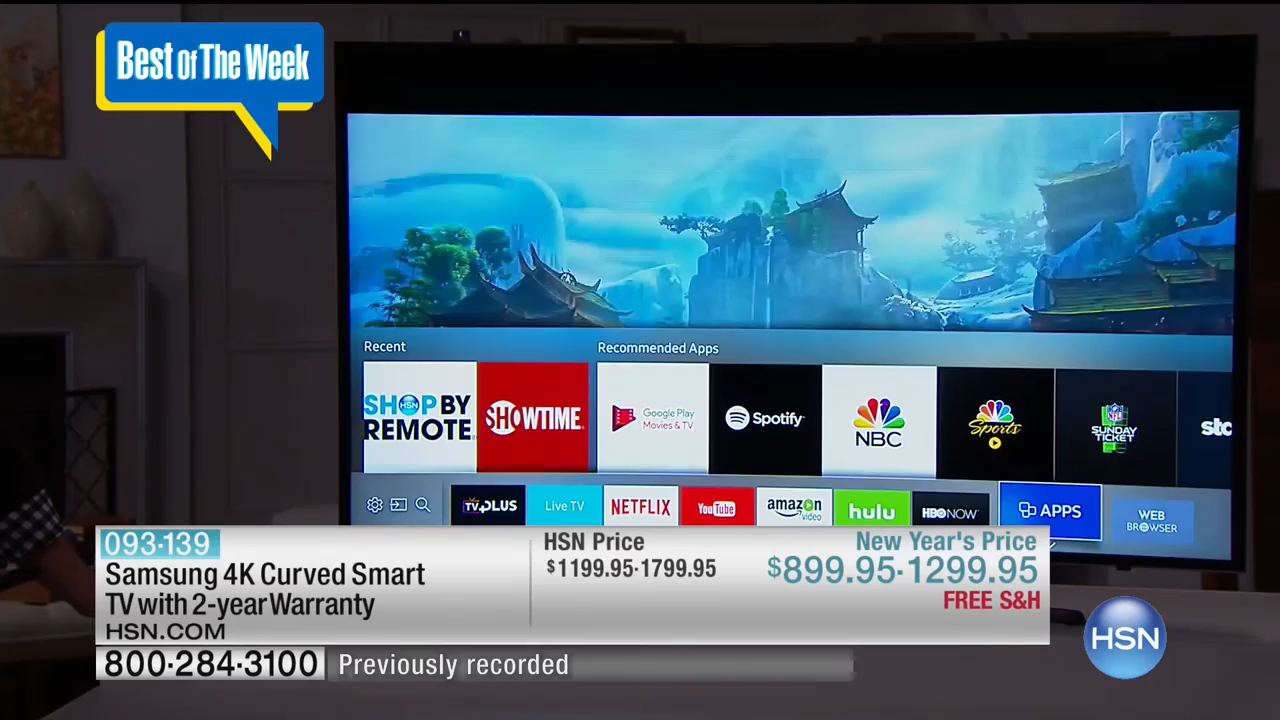 Best of The Week
Recent
Recommended Apps
SHOP BY
HSN
REMOTE
SHOWTIME
Google Play
Movies & TV
Spotify
NBC
Sports
NFL
SUNDAY
TICKET
TV PLUS
Live TV
NETFLIX
YouTube
amazon
video
hulu
HBO NOW
APPS
WEB
BROWSER
093-139
Samsung 4K Curved Smart
TV with 2-year Warranty
HSN.COM
HSN Price
$1199.95-1799.95
New Year's Price
$899.95-1299.95
FREE S&H
HSN
800-284-3100
Previously recorded